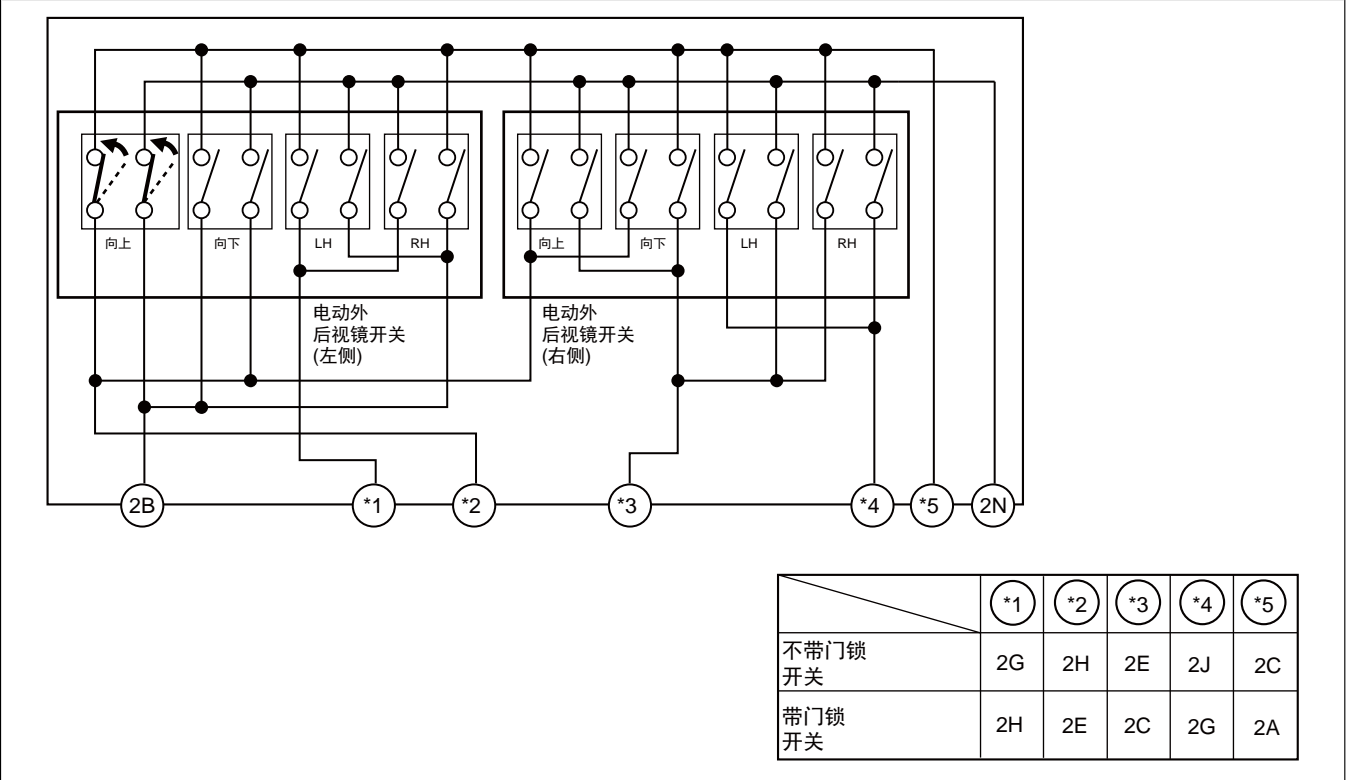 向上 向下 LH RH 向上 向下 LH RH
电动外
后视镜开关
(左侧)
电动外
后视镜开关
(右侧)
2B *1 *2 *3 *4 *5 2N
*1 *2 *3 *4 *5
不带门锁
开关
2G 2H 2E 2J 2C
带门锁
开关
2H 2E 2C 2G 2A